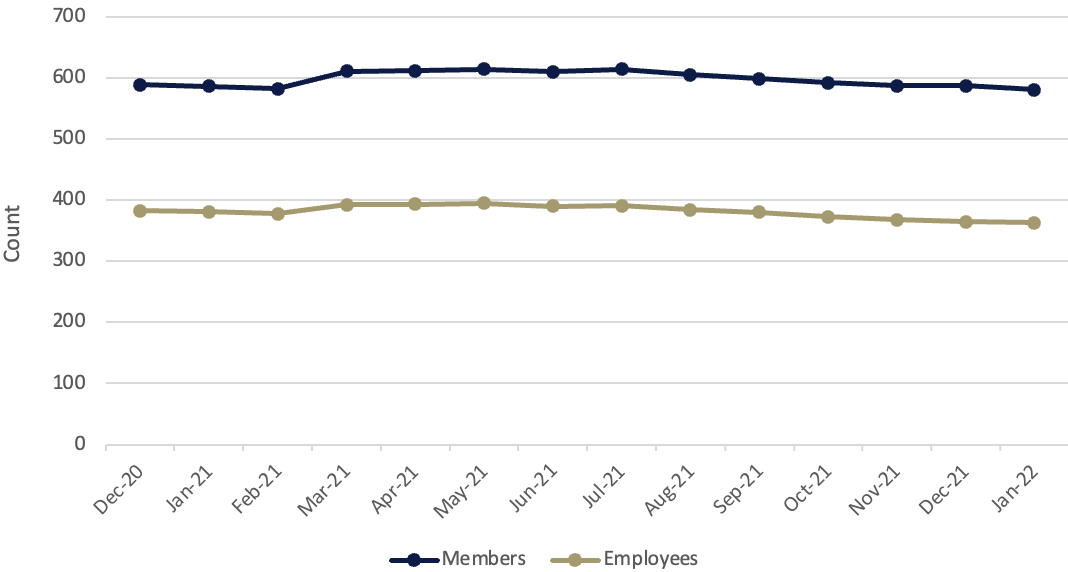 700
600
500
400
300
200
100
0
Count
Dec-20 Jan-21 Feb-21 Mar-21 Apr-21 May-21 Jun-21 Jul-21 Aug-21 Sep-21 Oct-21 Nov-21 Dec-21 Jan-22
Members Employees